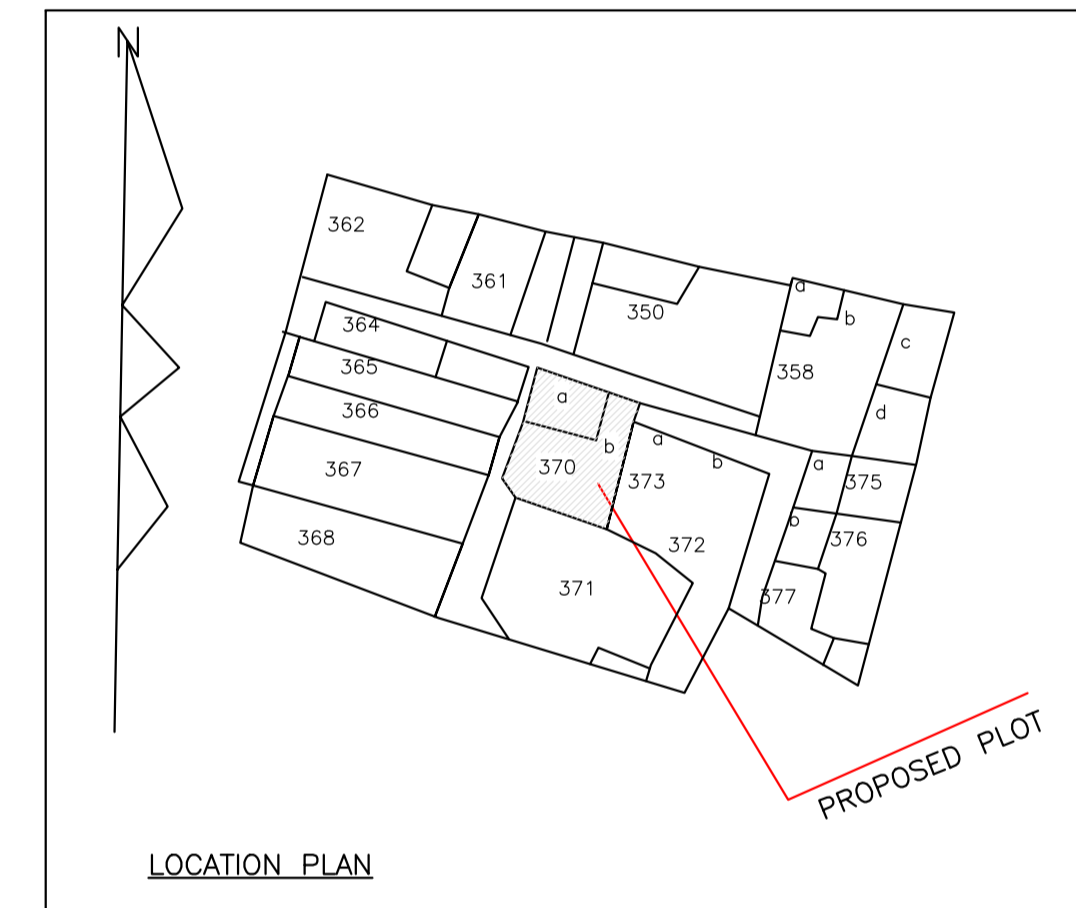 N
362
361
350
a
b
c
358
d
364
365
366
367
368
a
b
370
a
b
373
372
371
a
375
b
376
377
PROPOSED PLOT
LOCATION PLAN